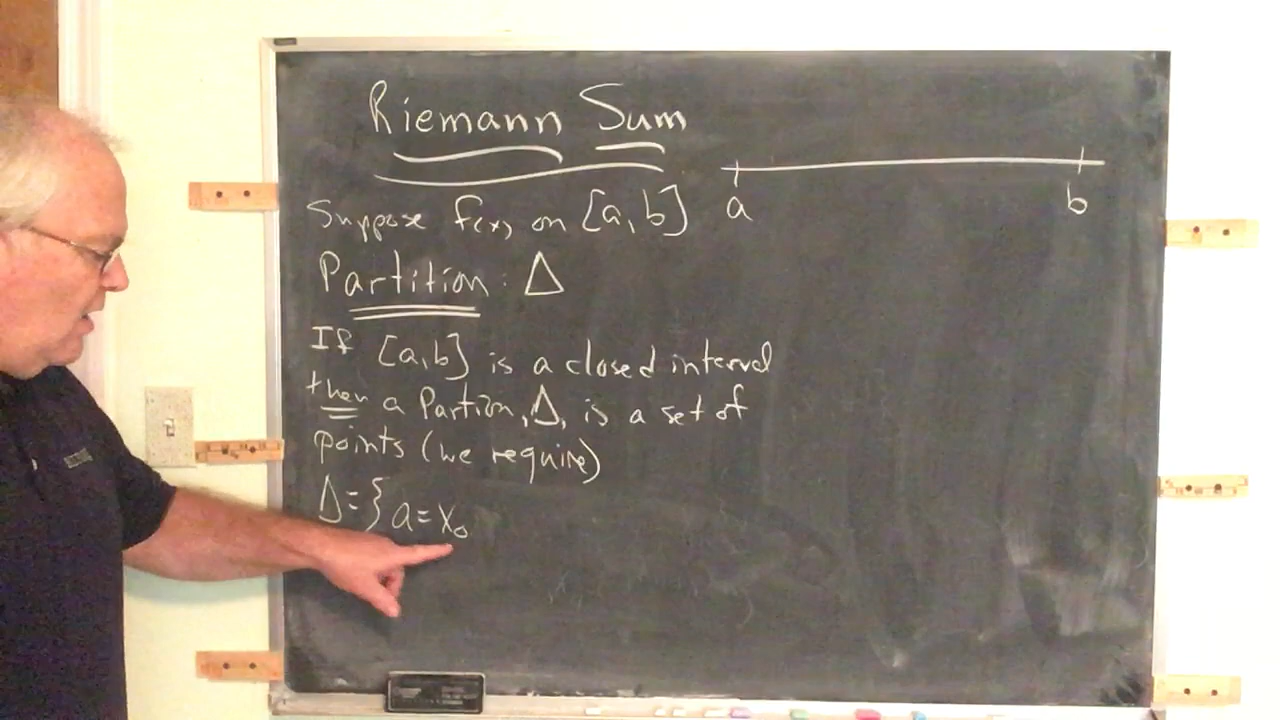 Riemann Sum
Suppose f(x) on [a,b]
a b
Partition: Δ
If [a,b] is a closed interval
then a Partion, Δ, is a set of
points (we require)
Δ={a=x₀